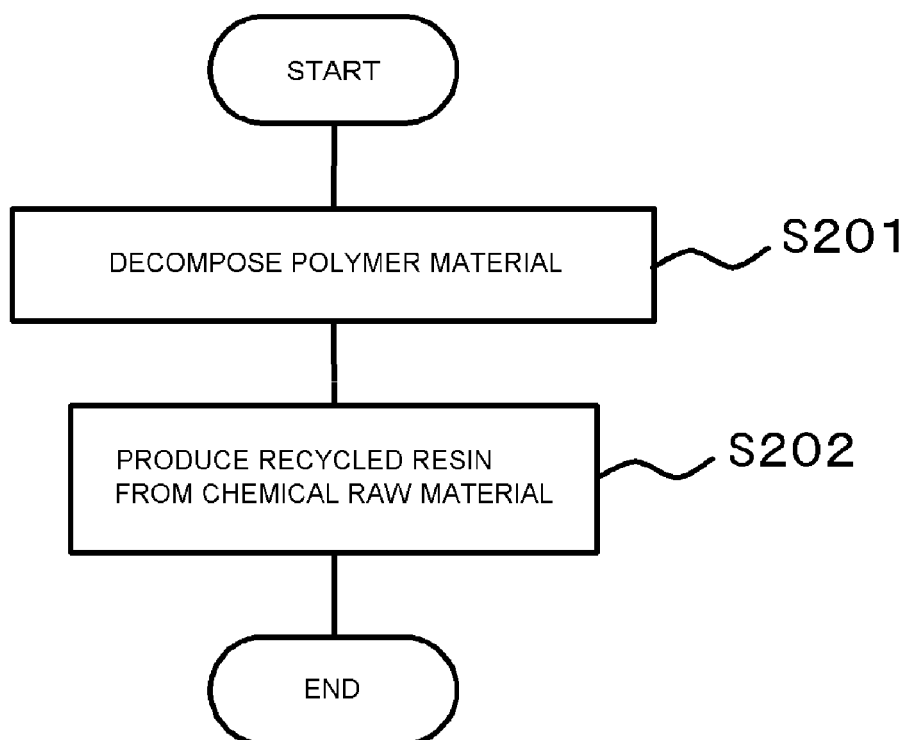 START
DECOMPOSE POLYMER MATERIAL
S201
PRODUCE RECYCLED RESIN
FROM CHEMICAL RAW MATERIAL
S202
END